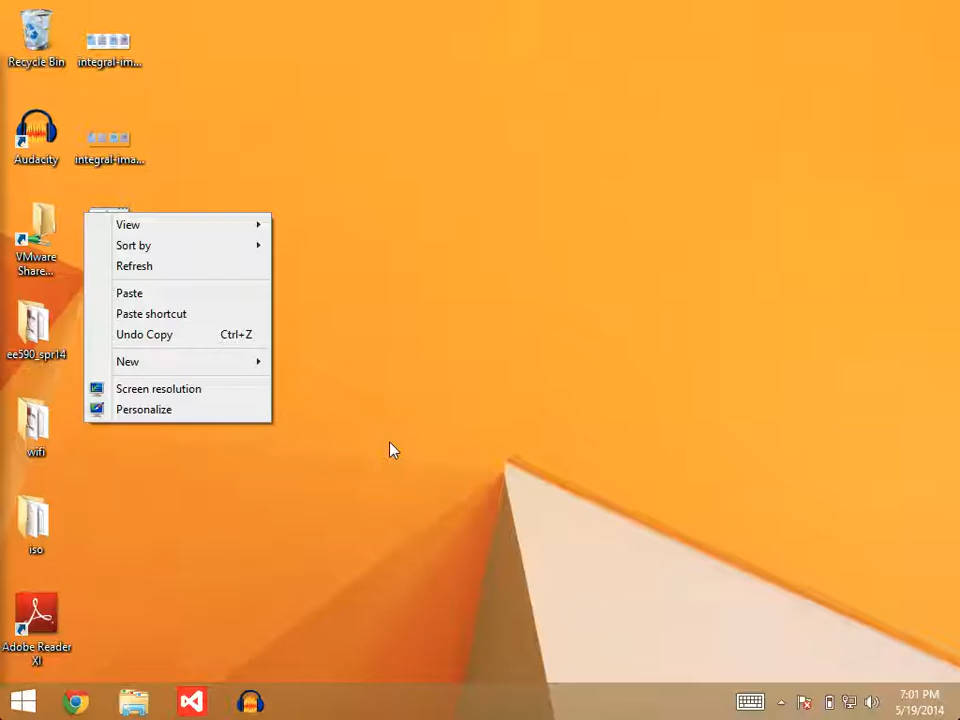 Recycle Bin
integral-im...
Audacity
integral-ima...
VMware
Share...
ee590_spr14
wifi
iso
Adobe Reader
XI
View
Sort by
Refresh
Paste
Paste shortcut
Undo Copy Ctrl+Z
New
Screen resolution
Personalize
7:01 PM
5/19/2014